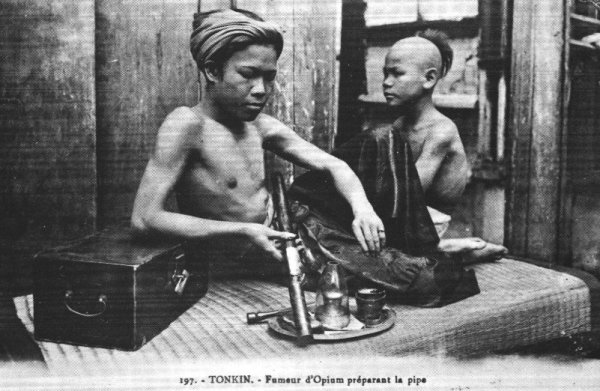 197. - TONKIN. - Fumeur d'Opium préparant la pipe